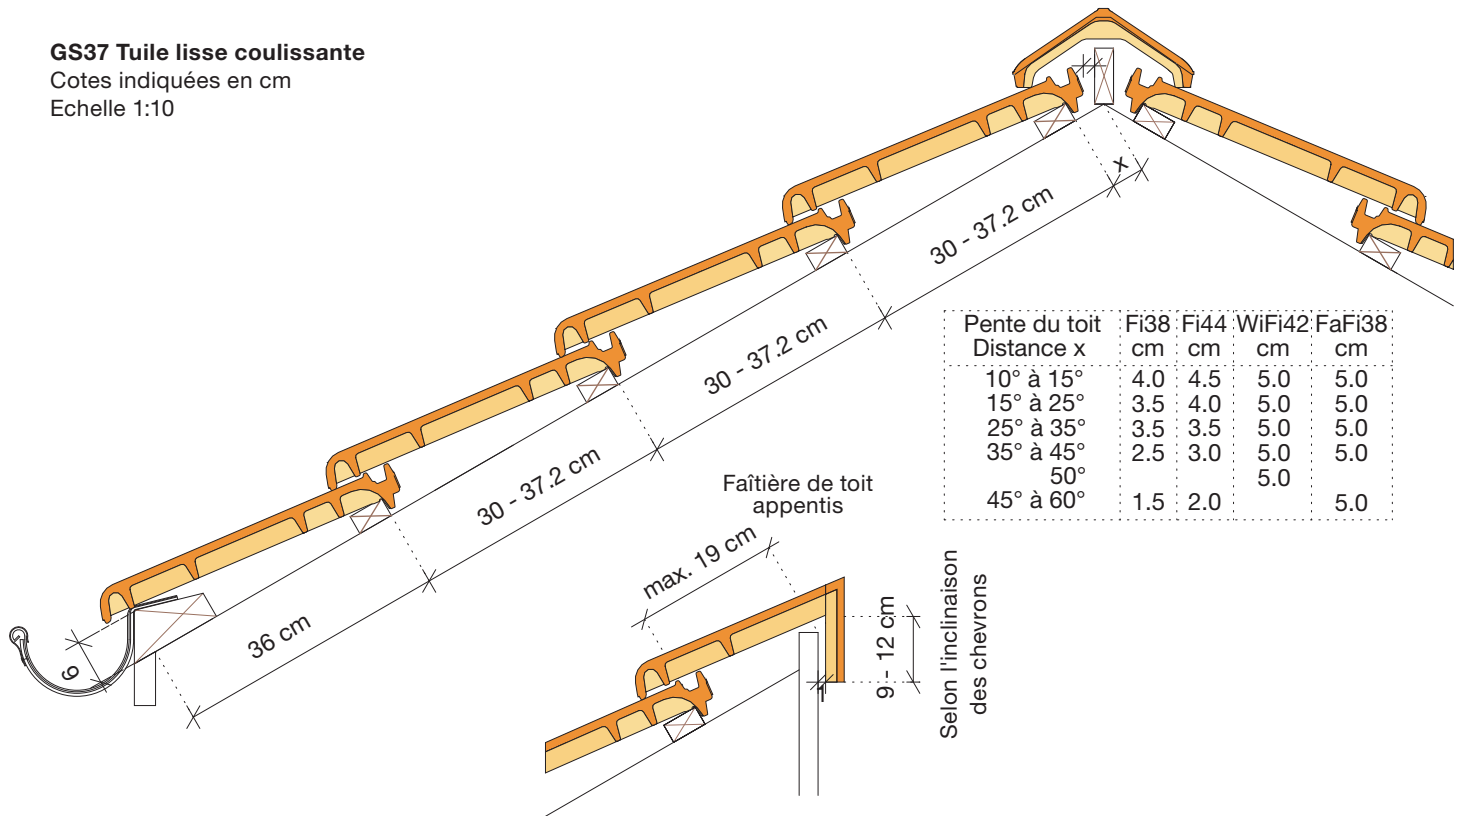 GS37 Tuile lisse coulissante
Cotes indiquées en cm
Echelle 1:10
x
30 - 37.2 cm
30 - 37.2 cm
30 - 37.2 cm
36 cm
9
Pente du toit Fi38 Fi44 WiFi42 FaFi38
Distance x cm cm cm cm
10° à 15° 4.0 4.5 5.0 5.0
15° à 25° 3.5 4.0 5.0 5.0
25° à 35° 3.5 3.5 5.0 5.0
35° à 45° 2.5 3.0 5.0 5.0
50° 5.0
45° à 60° 1.5 2.0 5.0
Faîtière de toit
appentis
max. 19 cm
1
9 - 12 cm
Selon l'inclinaison
des chevrons